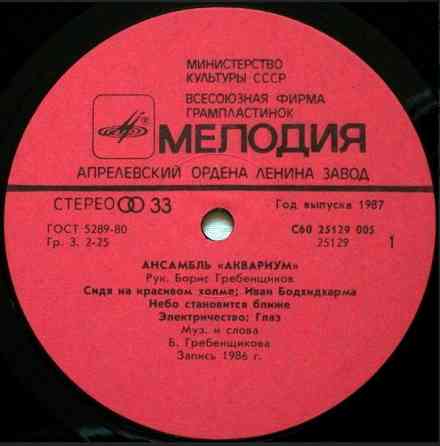 МИНИСТЕРСТВО
КУЛЬТУРЫ СССР
ВСЕСОЮЗНАЯ ФИРМА
ГРАМПЛАСТИНОК
МЕЛОДИЯ
АПРЕЛЕВСКИЙ ОРДЕНА ЛЕНИНА ЗАВОД
СТЕРЕО 33
Год выпуска 1987
ГОСТ 5289-80
Гр. 3. 2-25
С60 25129 005
25129
1
АНСАМБЛЬ «АКВАРИУМ»
Рук. Борис Гребенщиков
Сидя на красивом холме; Иван Бодхидхарма
Небо становится ближе
Электричество; Глаз
Муз. и слова
Б. Гребенщикова
Запись 1986 г.